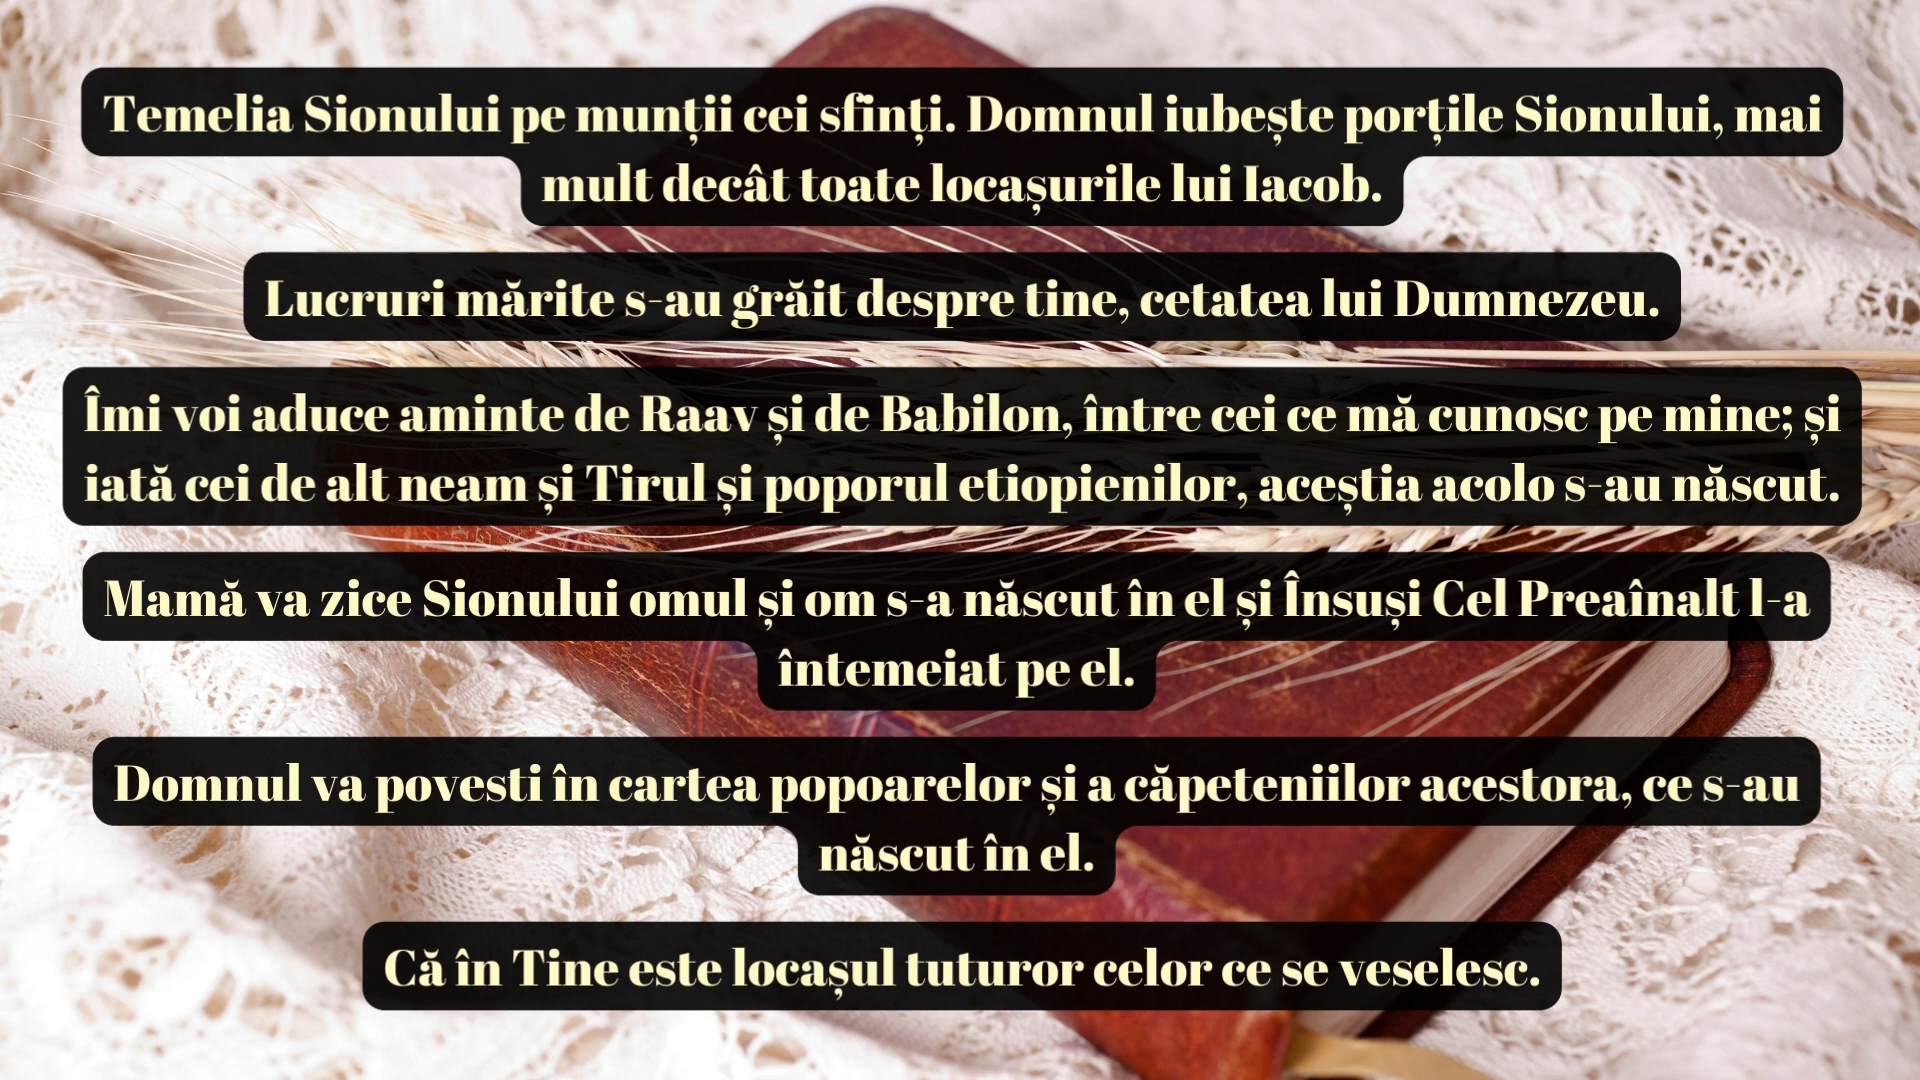 Temelia Sionului pe munții cei sfinți. Domnul iubește porțile Sionului, mai
mult decât toate locașurile lui Iacob.
Lucruri mărite s-au grăit despre tine, cetatea lui Dumnezeu.
Îmi voi aduce aminte de Raav și de Babilon, între cei ce mă cunosc pe mine; și
iată cei de alt neam și Tirul și poporul etiopienilor, aceștia acolo s-au născut.
Mamă va zice Sionului omul și om s-a născut în el și Însuși Cel Preaînalt l-a
întemeiat pe el.
Domnul va povesti în cartea popoarelor și a căpeteniilor acestora, ce s-au
născut în el.
Că în Tine este locașul tuturor celor ce se veselesc.